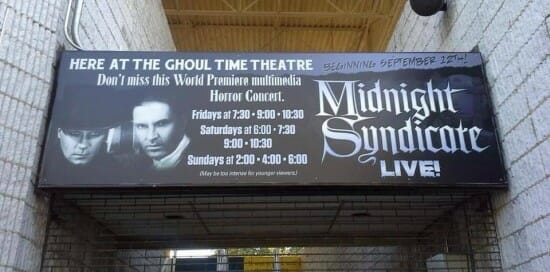 HERE AT THE GHOUL TIME THEATRE
BEGINNING SEPTEMBER 12TH!
Don't miss this World Premiere multimedia
Horror Concert.
Fridays at 7:30 • 9:00 • 10:30
Saturdays at 6:00 • 7:30
9:00 • 10:30
Sundays at 2:00 • 4:00 • 6:00
(May be too intense for younger viewers.)
Midnight
Syndicate
LIVE!